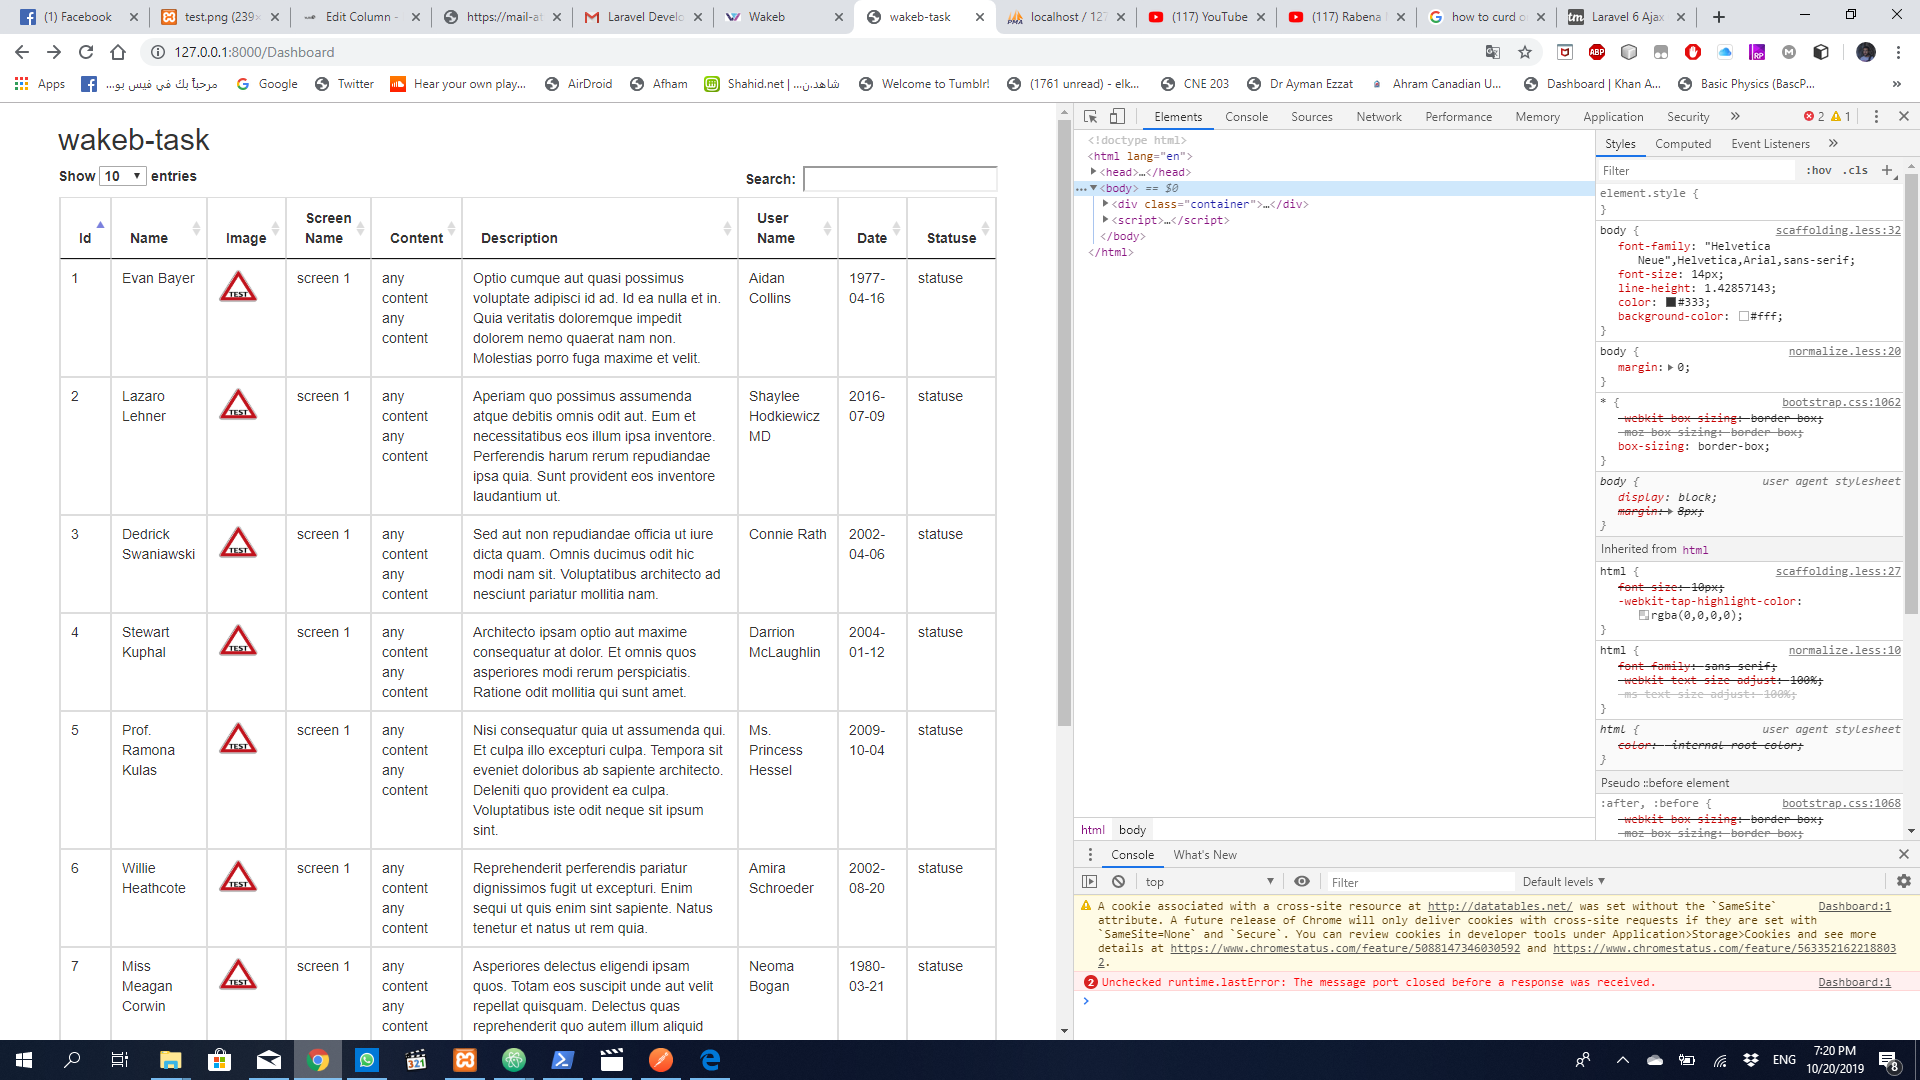 (1) Facebook
test.png (239×
Edit Column -
https://mail-at
Laravel Develo
Wakeb
wakeb-task
localhost / 127
(117) YouTube
(117) Rabena
how to curd o
Laravel 6 Ajax
127.0.0.1:8000/Dashboard
Apps
مرحباً بك في فيس بو...
Google
Twitter
Hear your own play...
AirDroid
Afham
Shahid.net | شاهد.ن...
Welcome to Tumblr!
(1761 unread) - elk...
CNE 203
Dr Ayman Ezzat
Ahram Canadian U...
Dashboard | Khan A...
Basic Physics (BascP...
»
wakeb-task
Show 10 entries
Search:
Id Name Image Screen Name Content Description User Name Date Statuse
1 Evan Bayer TEST screen 1 any content any content Optio cumque aut quasi possimus voluptate adipisci id ad. Id ea nulla et in. Quia veritatis doloremque impedit dolorem nemo quaerat nam non. Molestias porro fuga maxime et velit. Aidan Collins 1977-04-16 statuse
2 Lazaro Lehner TEST screen 1 any content any content Aperiam quo possimus assumenda atque debitis omnis odit aut. Eum et necessitatibus eos illum ipsa inventore. Perferendis harum rerum repudiandae ipsa quia. Sunt provident eos inventore laudantium ut. Shaylee Hodkiewicz MD 2016-07-09 statuse
3 Dedrick Swaniawski TEST screen 1 any content any content Sed aut non repudiandae officia ut iure dicta quam. Omnis ducimus odit hic modi nam sit. Voluptatibus architecto ad nesciunt pariatur mollitia nam. Connie Rath 2002-04-06 statuse
4 Stewart Kuphal TEST screen 1 any content any content Architecto ipsam optio aut maxime consequatur at dolor. Et omnis quos asperiores modi rerum perspiciatis. Ratione odit mollitia qui sunt amet. Darrion McLaughlin 2004-01-12 statuse
5 Prof. Ramona Kulas TEST screen 1 any content any content Nisi consequatur quia ut assumenda qui. Et culpa illo excepturi culpa. Tempora sit eveniet doloribus ab sapiente architecto. Deleniti quo provident ea culpa. Voluptatibus iste odit neque sit ipsum sint. Ms. Princess Hessel 2009-10-04 statuse
6 Willie Heathcote TEST screen 1 any content any content Reprehenderit perferendis pariatur dignissimos fugit ut excepturi. Enim sequi ut quis enim sint sapiente. Natus tenetur et natus ut rem quia. Amira Schroeder 2002-08-20 statuse
7 Miss Meagan Corwin TEST screen 1 any content any content Asperiores delectus eligendi ipsam quos. Totam eos suscipit unde aut velit repellat quisquam. Delectus quas reprehenderit quo autem illum aliquid Neoma Bogan 1980-03-21 statuse
Elements Console Sources Network Performance Memory Application Security » 2 1
<!doctype html>
<html lang="en">
<head>…</head>
<body> == $0
<div class="container">…</div>
<script>…</script>
</body>
</html>
html body
Styles Computed Event Listeners »
Filter :hov .cls +
element.style {
}
body { scaffolding.less:32
font-family: "Helvetica
Neue",Helvetica,Arial,sans-serif;
font-size: 14px;
line-height: 1.42857143;
color: #333;
background-color: #fff;
}
body { normalize.less:20
margin: 0;
}
* { bootstrap.css:1062
-webkit-box-sizing: border-box;
-moz-box-sizing: border-box;
box-sizing: border-box;
}
body { user agent stylesheet
display: block;
margin: 8px;
}
Inherited from html
html { scaffolding.less:27
font-size: 10px;
-webkit-tap-highlight-color:
rgba(0,0,0,0);
}
html { normalize.less:10
font-family: sans-serif;
-webkit-text-size-adjust: 100%;
-ms-text-size-adjust: 100%;
}
html { user agent stylesheet
color: -internal-root-color;
}
Pseudo ::before element
:after, :before { bootstrap.css:1068
-webkit-box-sizing: border-box;
-moz-box-sizing: border-box;
Console What's New
top Filter Default levels
A cookie associated with a cross-site resource at http://datatables.net/ was set without the `SameSite` Dashboard:1
attribute. A future release of Chrome will only deliver cookies with cross-site requests if they are set with
`SameSite=None` and `Secure`. You can review cookies in developer tools under Application>Storage>Cookies and see more
details at https://www.chromestatus.com/feature/5088147346030592 and https://www.chromestatus.com/feature/563352162218803
2.
2 Unchecked runtime.lastError: The message port closed before a response was received. Dashboard:1
ENG
7:20 PM
10/20/2019
8